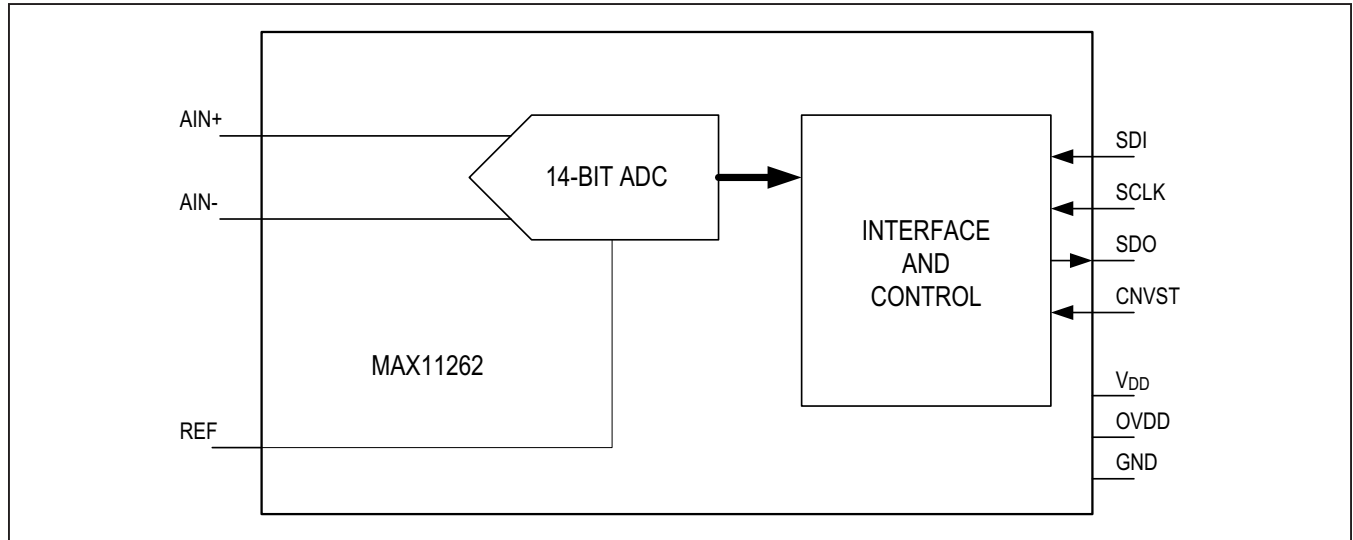 AIN+
AIN-
REF
MAX11262
14-BIT ADC
INTERFACE
AND
CONTROL
SDI
SCLK
SDO
CNVST
VDD
OVDD
GND